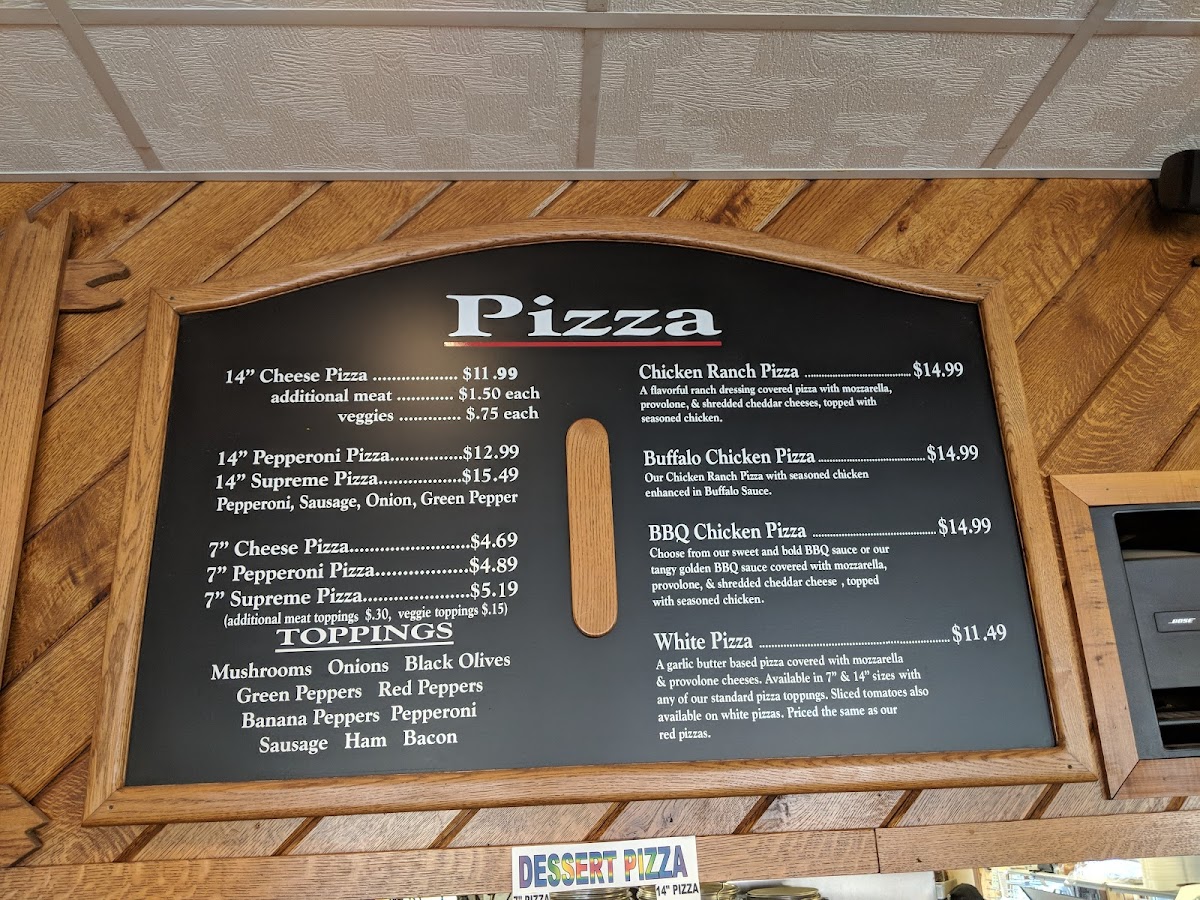 Pizza
14” Cheese Pizza .................. $11.99
additional meat ............ $1.50 each
veggies ............. $.75 each
14” Pepperoni Pizza...............$12.99
14” Supreme Pizza.................$15.49
Pepperoni, Sausage, Onion, Green Pepper
7” Cheese Pizza.........................$4.69
7” Pepperoni Pizza....................$4.89
7” Supreme Pizza......................$5.19
(additional meat toppings $.30, veggie toppings $.15)
TOPPINGS
Mushrooms Onions Black Olives
Green Peppers Red Peppers
Banana Peppers Pepperoni
Sausage Ham Bacon
Chicken Ranch Pizza ..............................$14.99
A flavorful ranch dressing covered pizza with mozzarella,
provolone, & shredded cheddar cheeses, topped with
seasoned chicken.
Buffalo Chicken Pizza..............................$14.99
Our Chicken Ranch Pizza with seasoned chicken
enhanced in Buffalo Sauce.
BBQ Chicken Pizza ...................................$14.99
Choose from our sweet and bold BBQ sauce or our
tangy golden BBQ sauce covered with mozzarella,
provolone, & shredded cheddar cheese , topped
with seasoned chicken.
White Pizza .....................................................$11.49
A garlic butter based pizza covered with mozzarella
& provolone cheeses. Available in 7” & 14” sizes with
any of our standard pizza toppings. Sliced tomatoes also
available on white pizzas. Priced the same as our
red pizzas.
BOSE
DESSERT PIZZA
7" PIZZA 14" PIZZA